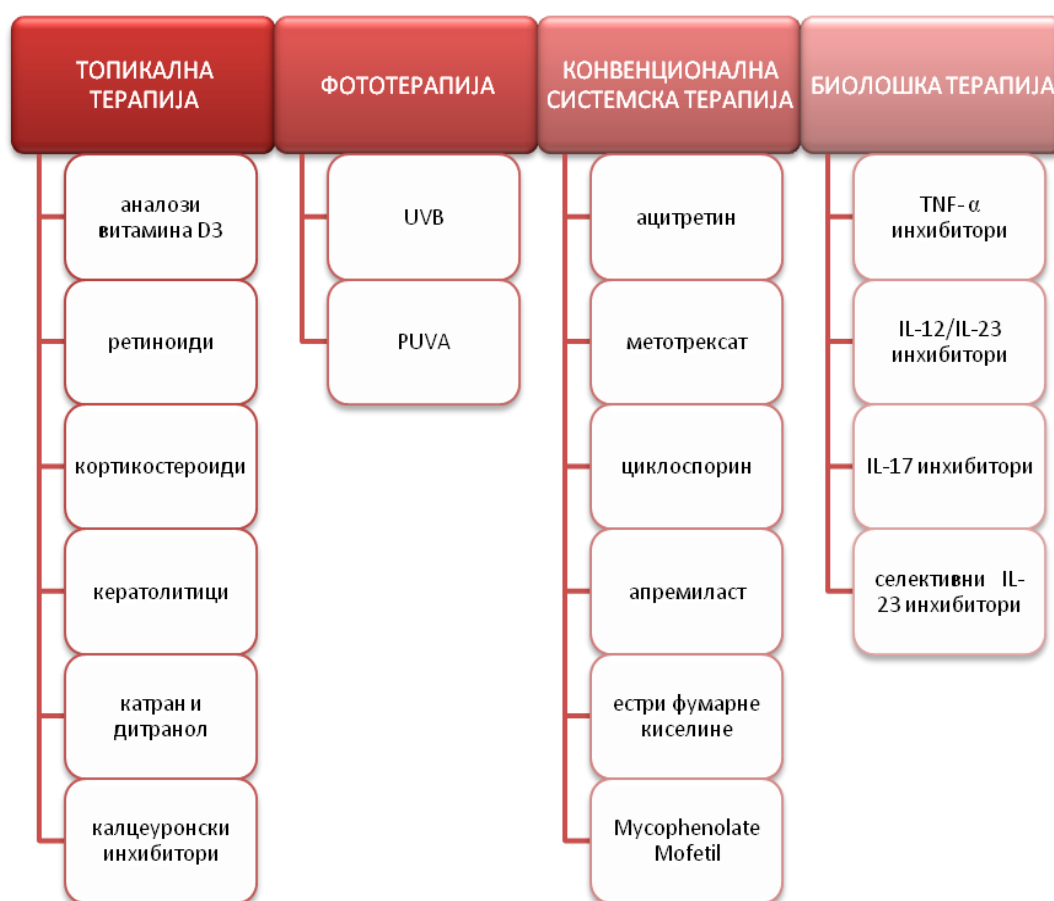 ТОПИКАЛНА
ТЕРАПИЈА
аналози
витамина D3
ретиноиди
кортикостероиди
кератолитици
катран и
дитранол
калцеуронски
инхибитори
ФОТОТЕРАПИЈА
UVB
PUVA
КОНВЕНЦИОНАЛНА
СИСТЕМСКА ТЕРАПИЈА
ацитретин
метотрексат
циклоспорин
апремиласт
естри фумарне
киселине
Mycophenolate
Mofetil
БИОЛОШКА ТЕРАПИЈА
TNF- α
инхибитори
IL-12/IL-23
инхибитори
IL-17 инхибитори
селективни IL-
23 инхибитори